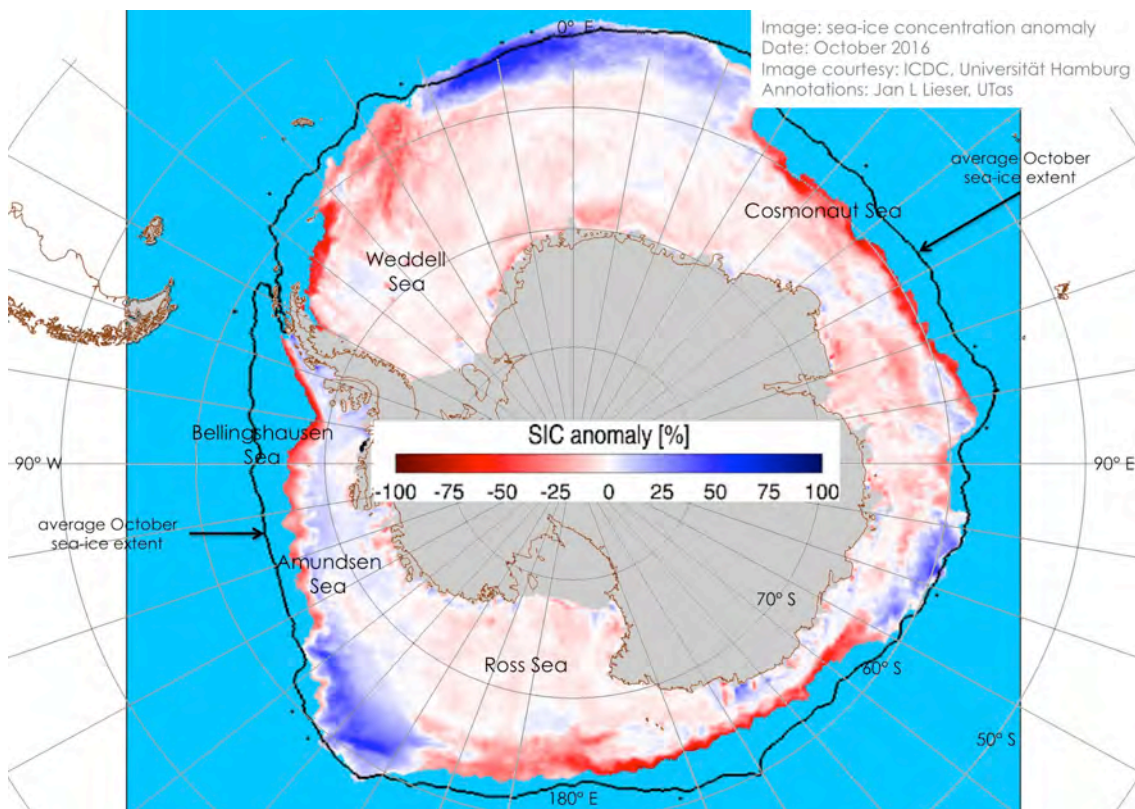 0° E
Image: sea-ice concentration anomaly
Date: October 2016
Image courtesy: ICDC, Universität Hamburg
Annotations: Jan L Lieser, UTas
average October
sea-ice extent
Cosmonaut Sea
Weddell
Sea
Bellingshausen
Sea
90° W
SIC anomaly [%]
-100 -75 -50 -25 0 25 50 75 100
90° E
average October
sea-ice extent
Amundsen
Sea
70° S
Ross Sea
60° S
50° S
180° E